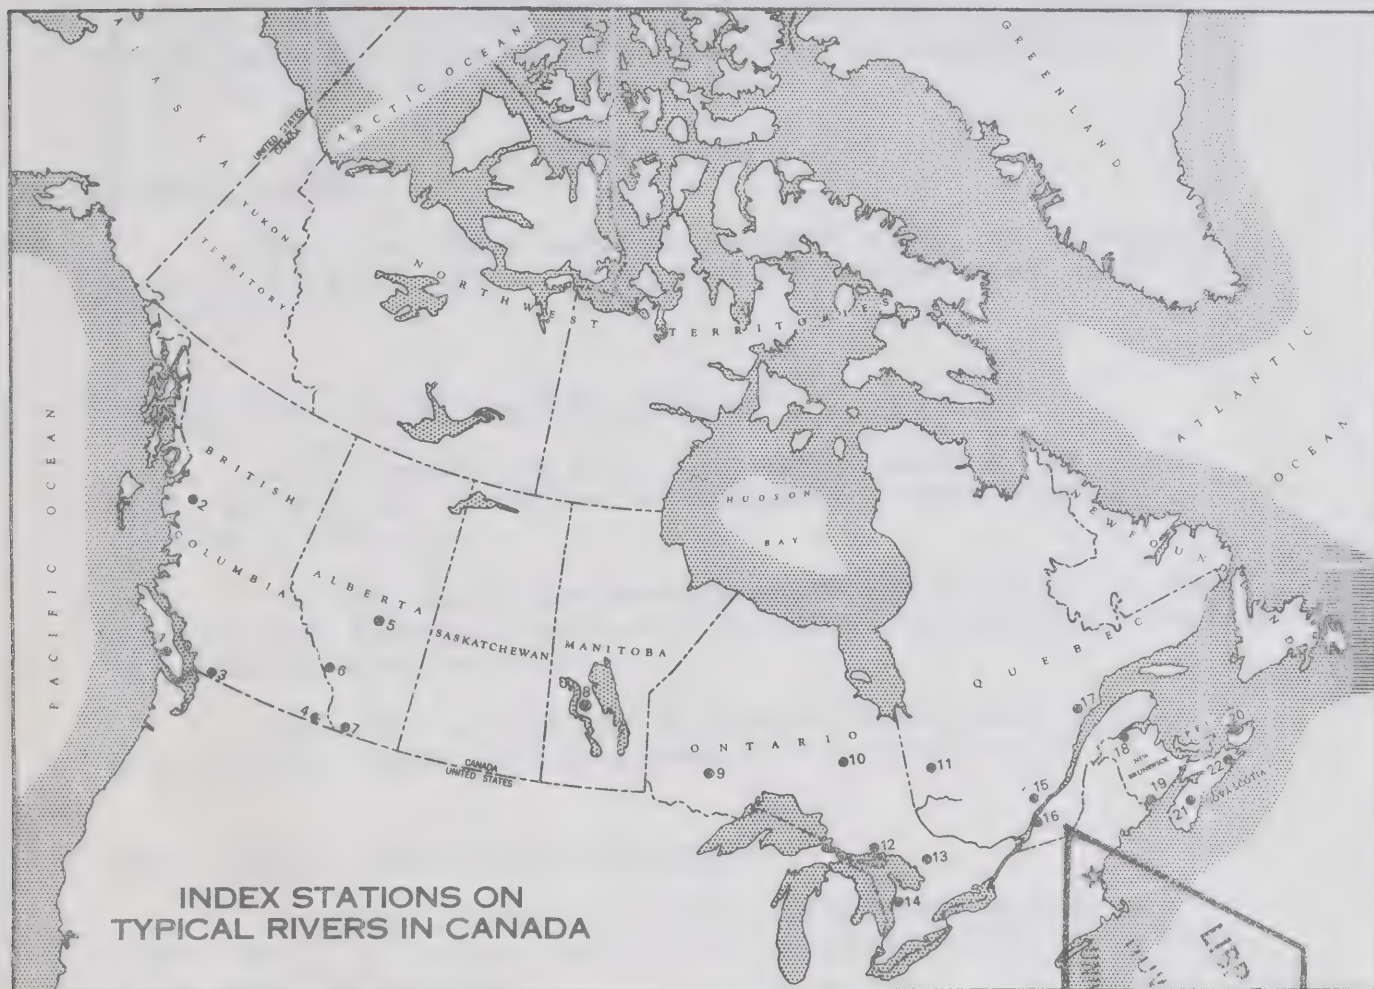 ALASKA
UNITED STATES
CANADA
ARCTIC OCEAN
GREENLAND
YUKON
TERRITORY
NORTHWEST TERRITORIES
PACIFIC OCEAN
ATLANTIC
OCEAN
BRITISH
COLUMBIA
ALBERTA
SASKATCHEWAN
MANITOBA
HUDSON
BAY
ONTARIO
QUEBEC
NEWFOUNDLAND
NEW
BRUNSWICK
NOVA SCOTIA
CANADA
UNITED STATES
1
2
3
4
5
6
7
8
9
10
11
12
13
14
15
16
17
18
19
20
21
22
INDEX STATIONS ON
TYPICAL RIVERS IN CANADA